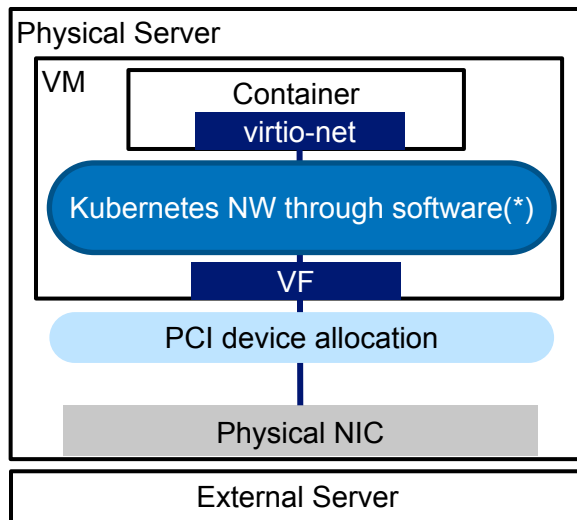 Physical Server
VM
Container
virtio-net
Kubernetes NW through software(*)
VF
PCI device allocation
Physical NIC
External Server